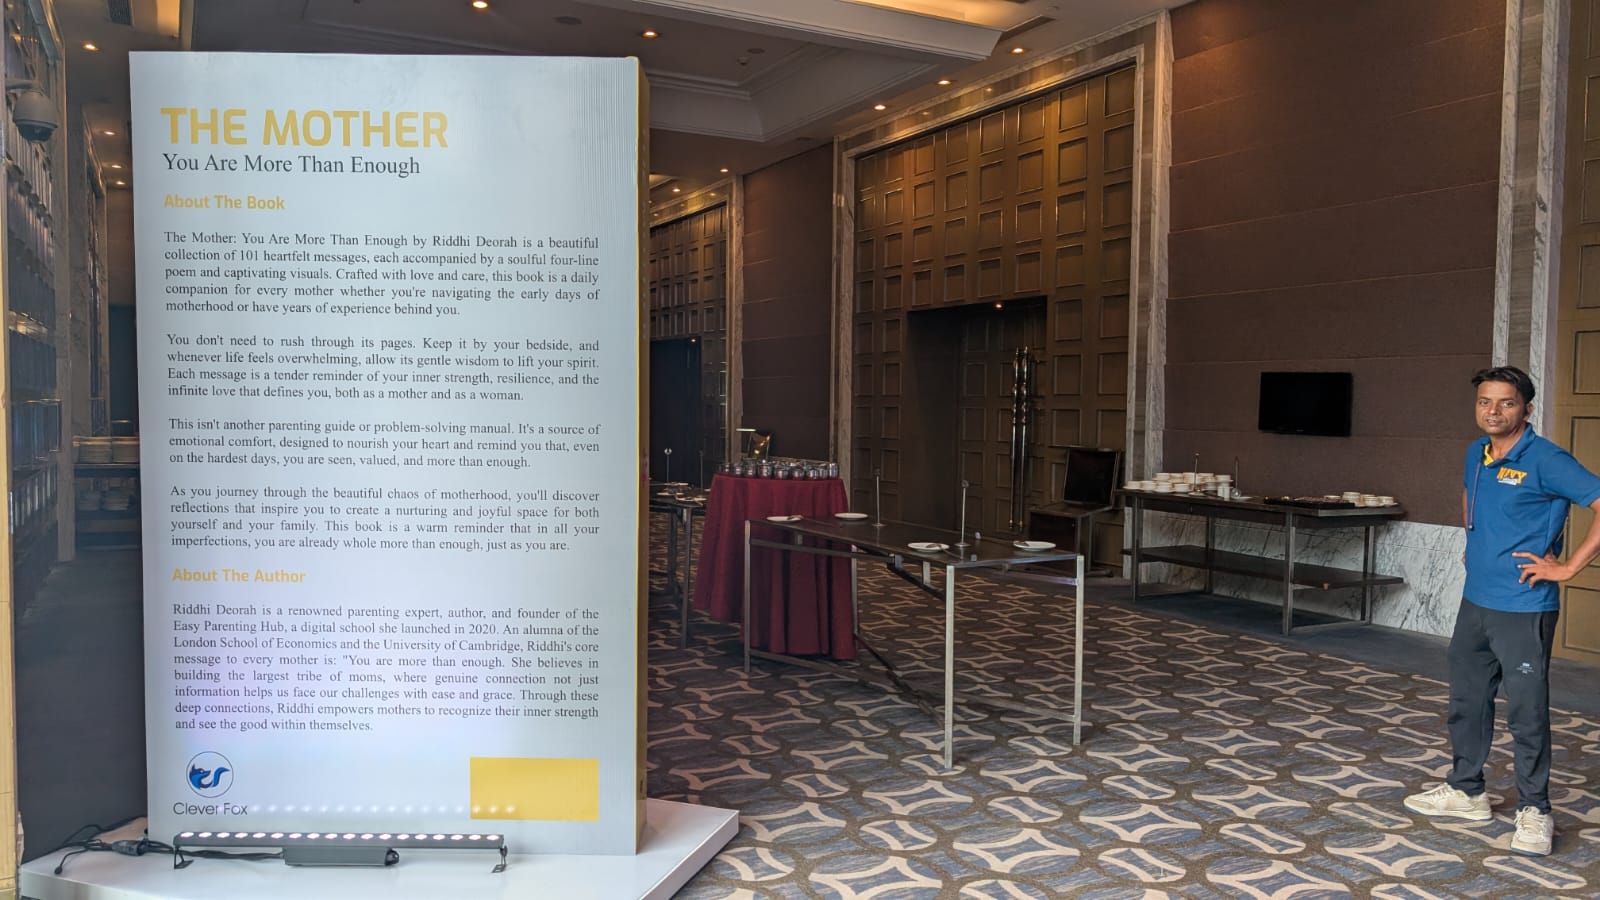 THE MOTHER
You Are More Than Enough
About The Book
The Mother: You Are More Than Enough by Riddhi Deorah is a beautiful
collection of 101 heartfelt messages, each accompanied by a soulful four-line
poem and captivating visuals. Crafted with love and care, this book is a daily
companion for every mother whether you're navigating the early days of
motherhood or have years of experience behind you.
You don't need to rush through its pages. Keep it by your bedside, and
whenever life feels overwhelming, allow its gentle wisdom to lift your spirit.
Each message is a tender reminder of your inner strength, resilience, and the
infinite love that defines you, both as a mother and as a woman.
This isn't another parenting guide or problem-solving manual. It's a source of
emotional comfort, designed to nourish your heart and remind you that, even
on the hardest days, you are seen, valued, and more than enough.
As you journey through the beautiful chaos of motherhood, you'll discover
reflections that inspire you to create a nurturing and joyful space for both
yourself and your family. This book is a warm reminder that in all your
imperfections, you are already whole more than enough, just as you are.
About The Author
Riddhi Deorah is a renowned parenting expert, author, and founder of the
Easy Parenting Hub, a digital school she launched in 2020. An alumna of the
London School of Economics and the University of Cambridge, Riddhi's core
message to every mother is: "You are more than enough. She believes in
building the largest tribe of moms, where genuine connection not just
information helps us face our challenges with ease and grace. Through these
deep connections, Riddhi empowers mothers to recognize their inner strength
and see the good within themselves.
Clever Fox
NAVY